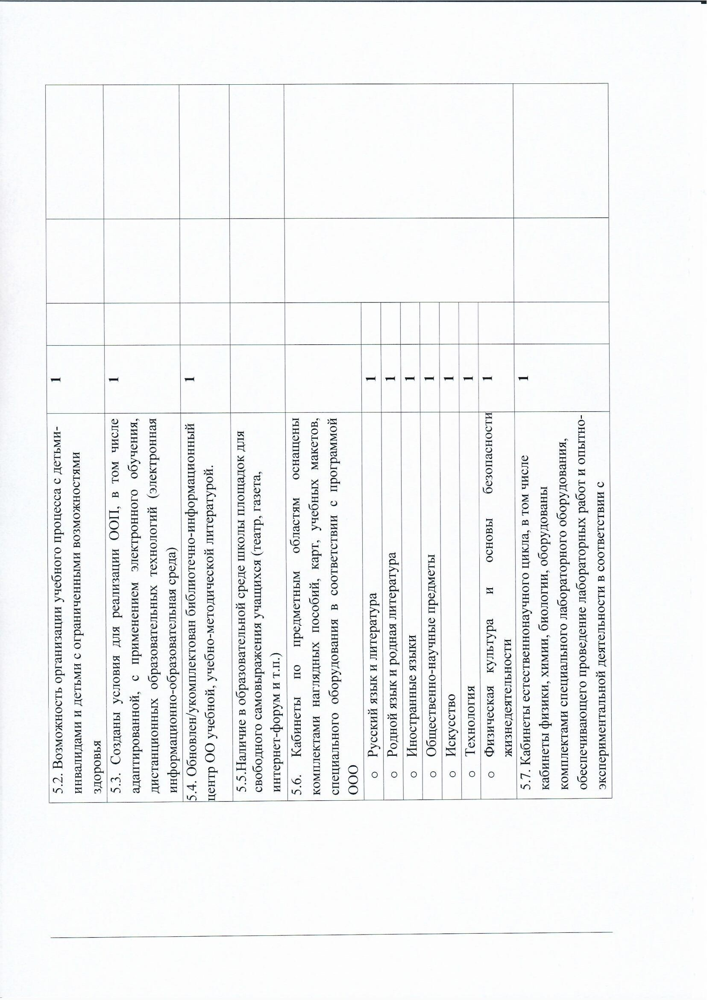 5.2. Возможность организации учебного процесса с детьми-
инвалидами и детьми с ограниченными возможностями
здоровья
1
5.3. Созданы условия для реализации ООП, в том числе
адаптированной, с применением электронного обучения,
дистанционных образовательных технологий (электронная
информационно-образовательная среда)
1
5.4. Обновлен/укомплектован библиотечно-информационный
центр ОО учебной, учебно-методической литературой.
1
5.5.Наличие в образовательной среде школы площадок для
свободного самовыражения учащихся (театр, газета,
интернет-форум и т.п.)
5.6. Кабинеты по предметным областям оснащены
комплектами наглядных пособий, карт, учебных макетов,
специального оборудования в соответствии с программой
ООО
○ Русский язык и литература 1
○ Родной язык и родная литература 1
○ Иностранные языки 1
○ Общественно-научные предметы 1
○ Искусство 1
○ Технология 1
○ Физическая культура и основы безопасности 1
жизнедеятельности
5.7. Кабинеты естественнонаучного цикла, в том числе
1
кабинеты физики, химии, биологии, оборудованы
комплектами специального лабораторного оборудования,
обеспечивающего проведение лабораторных работ и опытно-
экспериментальной деятельности в соответствии с